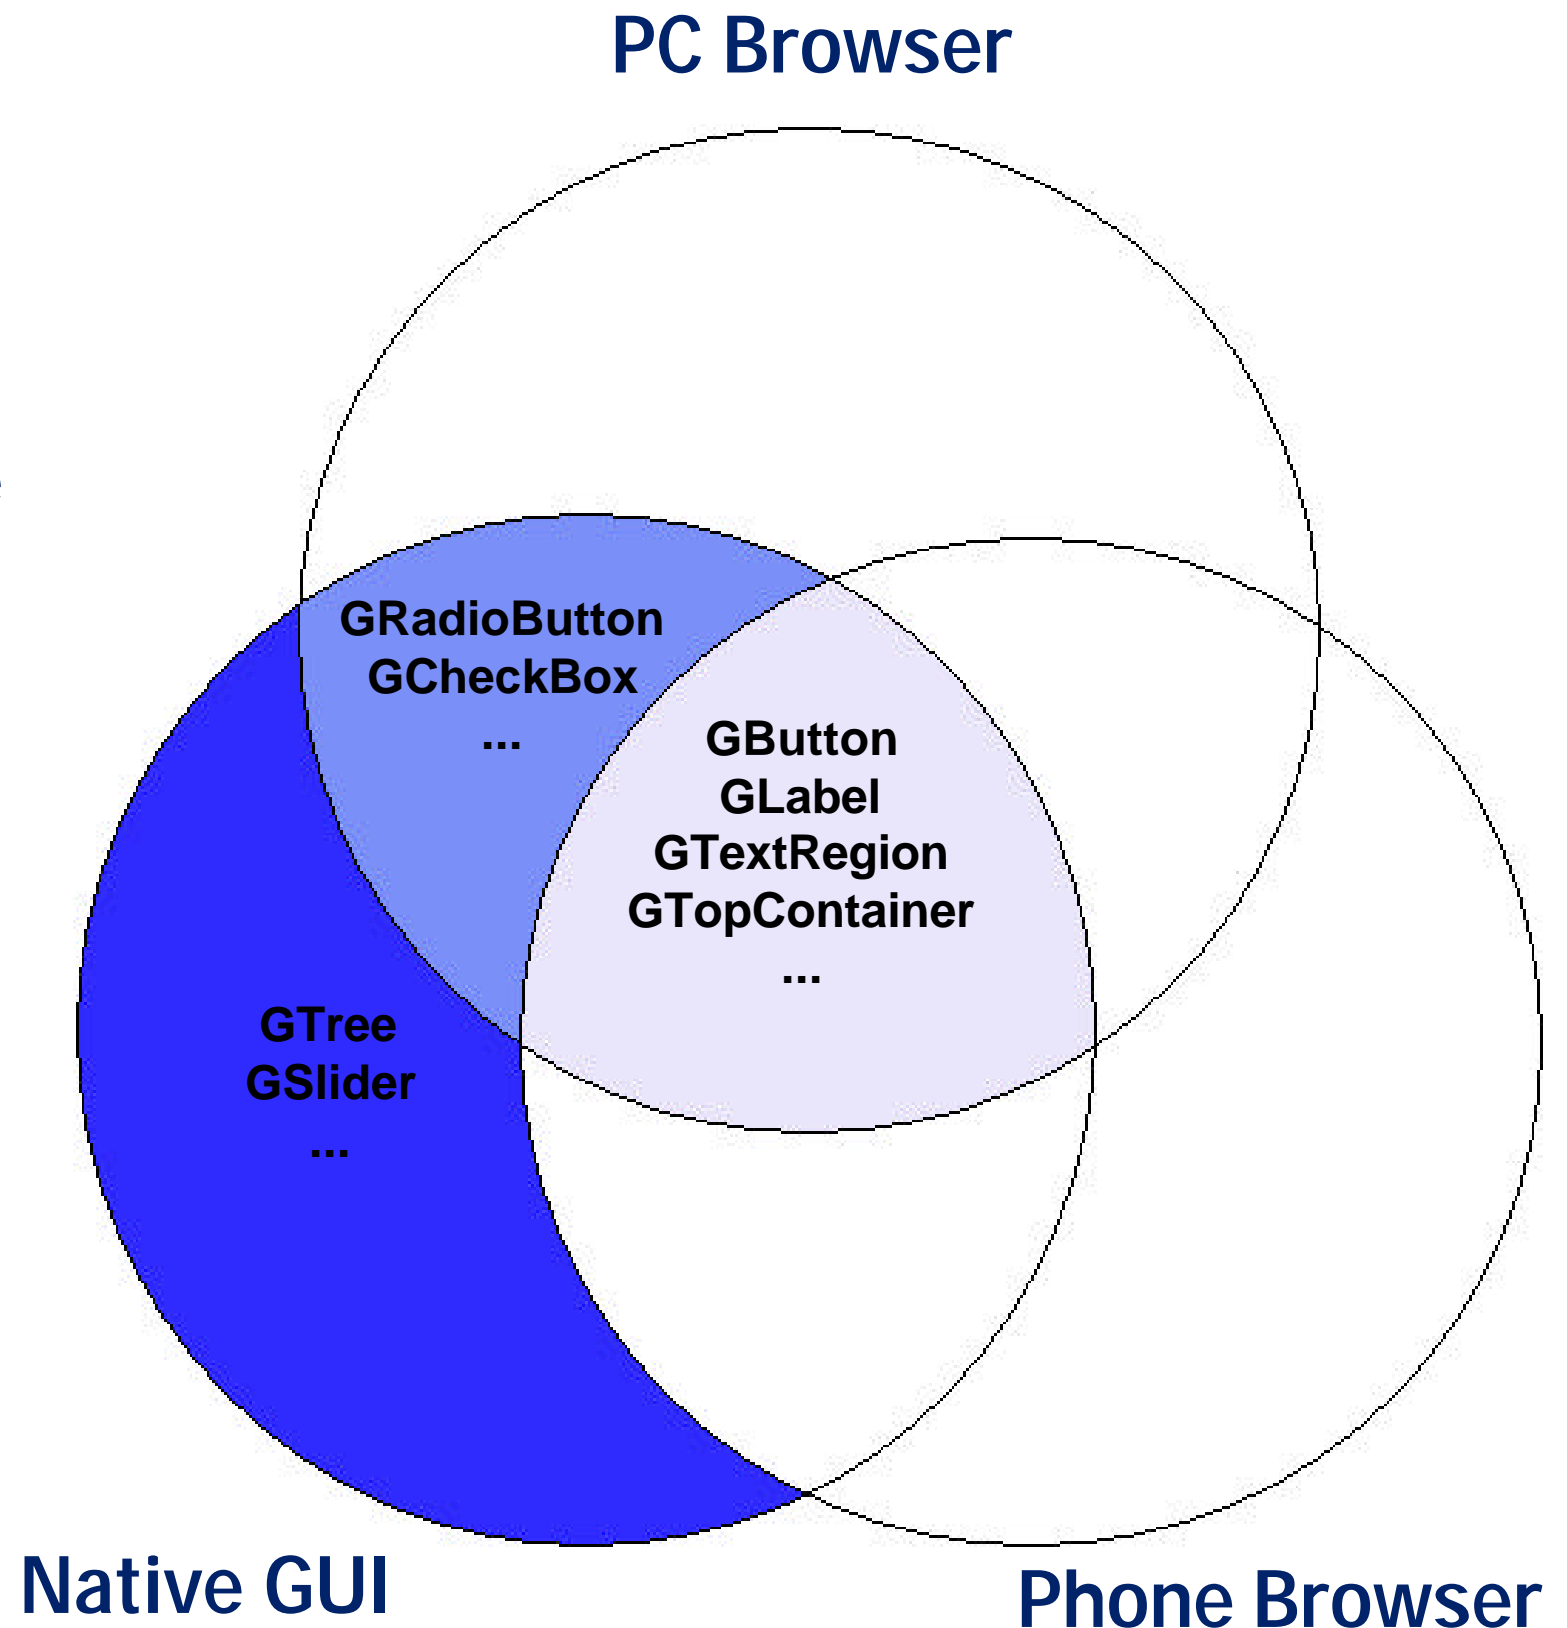 PC Browser
GRadioButton
GCheckBox
...
GButton
GLabel
GTextRegion
GTopContainer
...
GTree
GSlider
...
Native GUI
Phone Browser